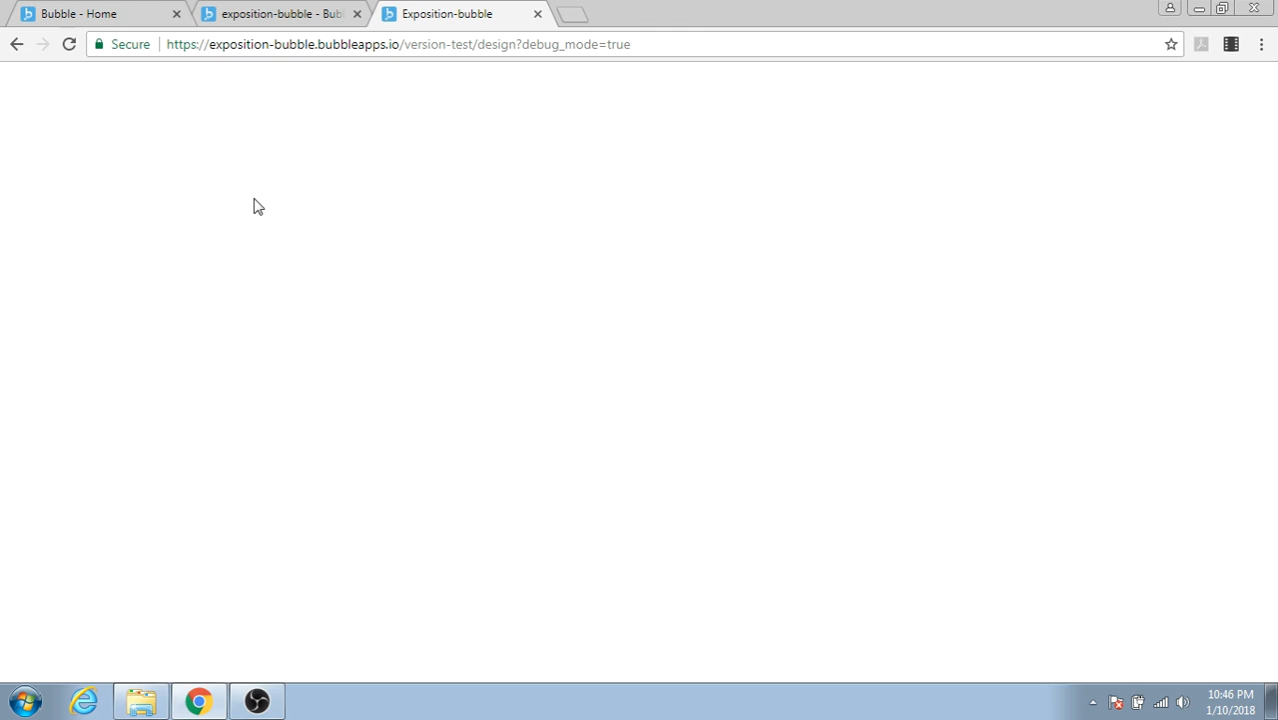 Bubble - Home
exposition-bubble - Bub
Exposition-bubble
Secure
https://exposition-bubble.bubbleapps.io/version-test/design?debug_mode=true
10:46 PM
1/10/2018